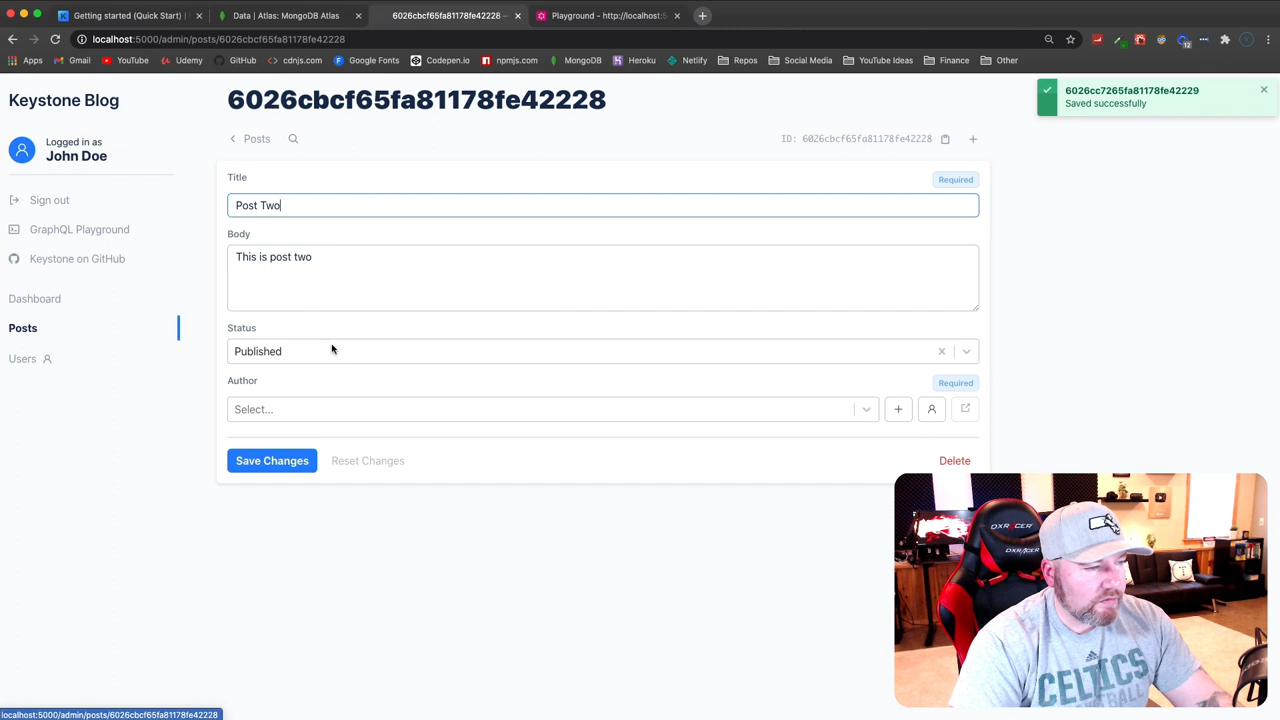 Getting started (Quick Start) |
Data | Atlas: MongoDB Atlas
6026cbcf65fa81178fe42228
Playground - http://localhost:5
localhost:5000/admin/posts/6026cbcf65fa81178fe42228
12
Apps
Gmail
YouTube
Udemy
GitHub
cdnjs.com
Google Fonts
Codepen.io
npmjs.com
MongoDB
Heroku
Netlify
Repos
Social Media
YouTube Ideas
Finance
Other
Keystone Blog
Logged in as
John Doe
Sign out
GraphQL Playground
Keystone on GitHub
Dashboard
Posts
Users
6026cbcf65fa81178fe42228
Posts
ID: 6026cbcf65fa81178fe42228
6026cc7265fa81178fe42229
Saved successfully
Title
Required
Post Two
Body
This is post two
Status
Published
Author
Required
Select...
Save Changes
Reset Changes
Delete
localhost:5000/admin/posts/6026cbcf65fa81178fe42228
DXRACER
DXRACER
CELTICS